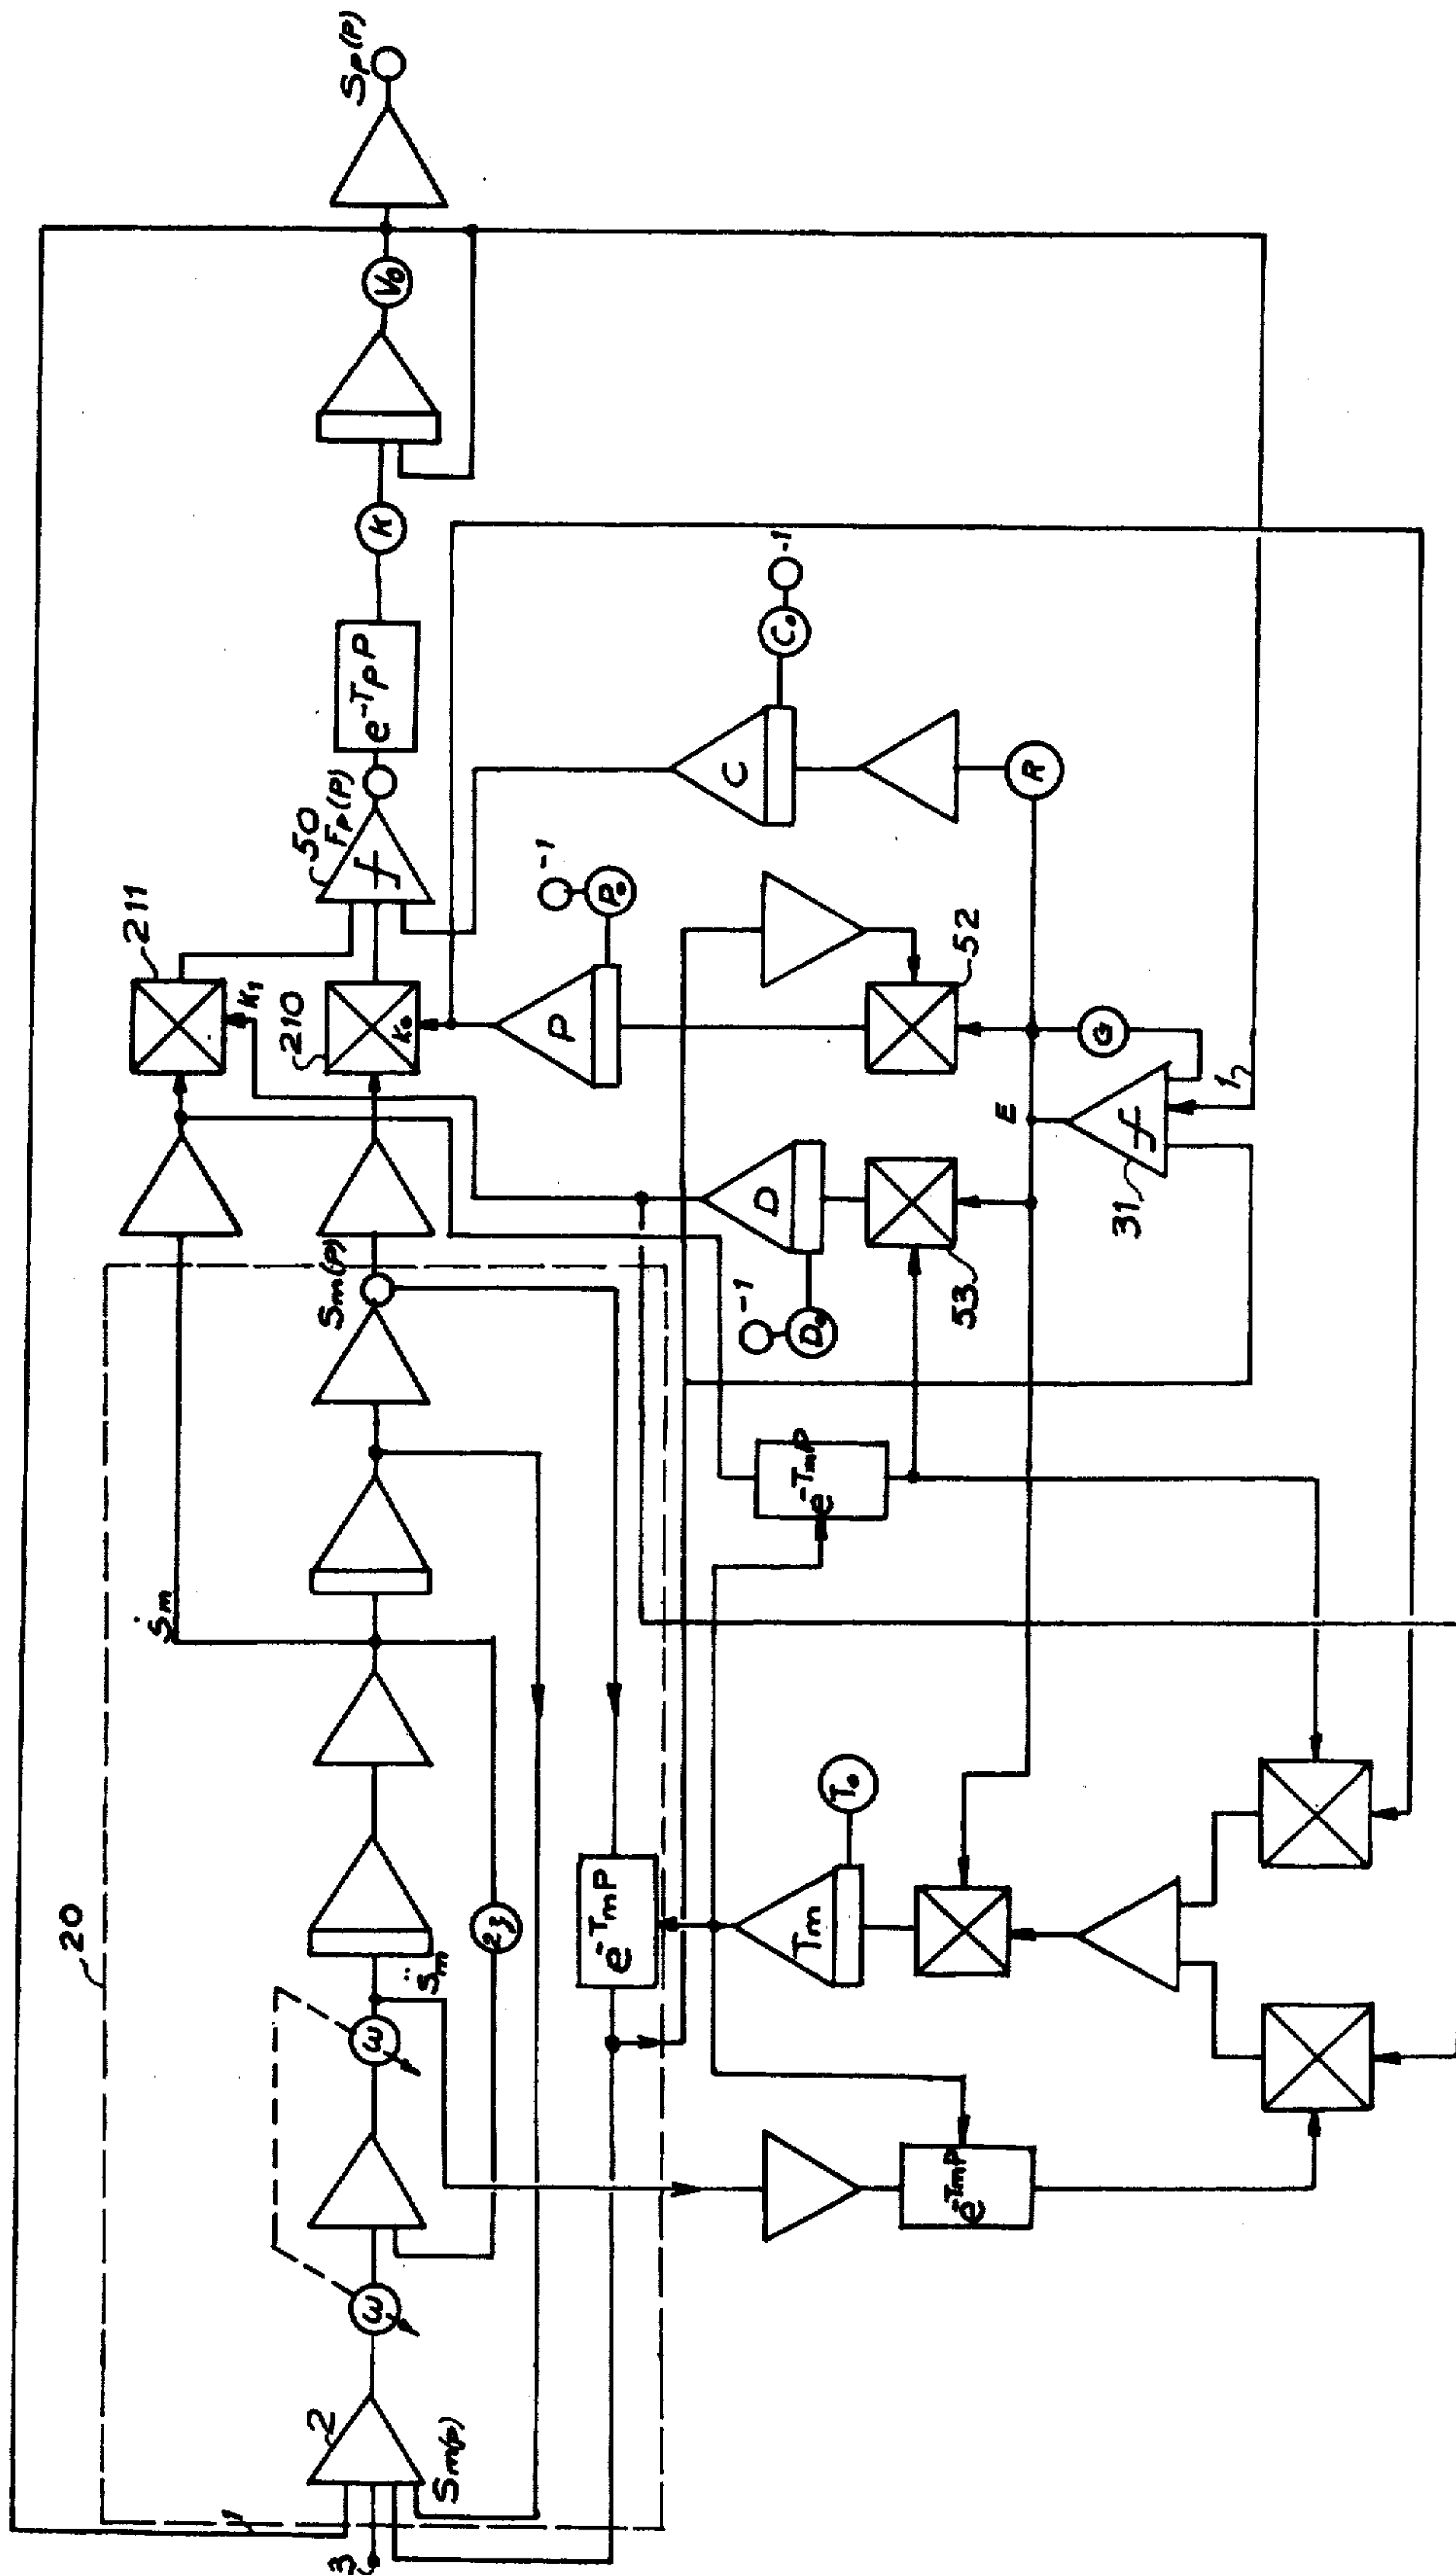 20
3
1
2
Sm(p)
ω
ω
S̈m
2ζ
Ṡm
Sm(P)
211
K1
210
K0
50
Fp(P)
e-TpP
K
V0
Sp(P)
e-TmP
e-TmP
e-TmP
Tm
T0
D
D0
-1
P
P0
-1
C
C0
-1
53
52
E
G
R
31
1